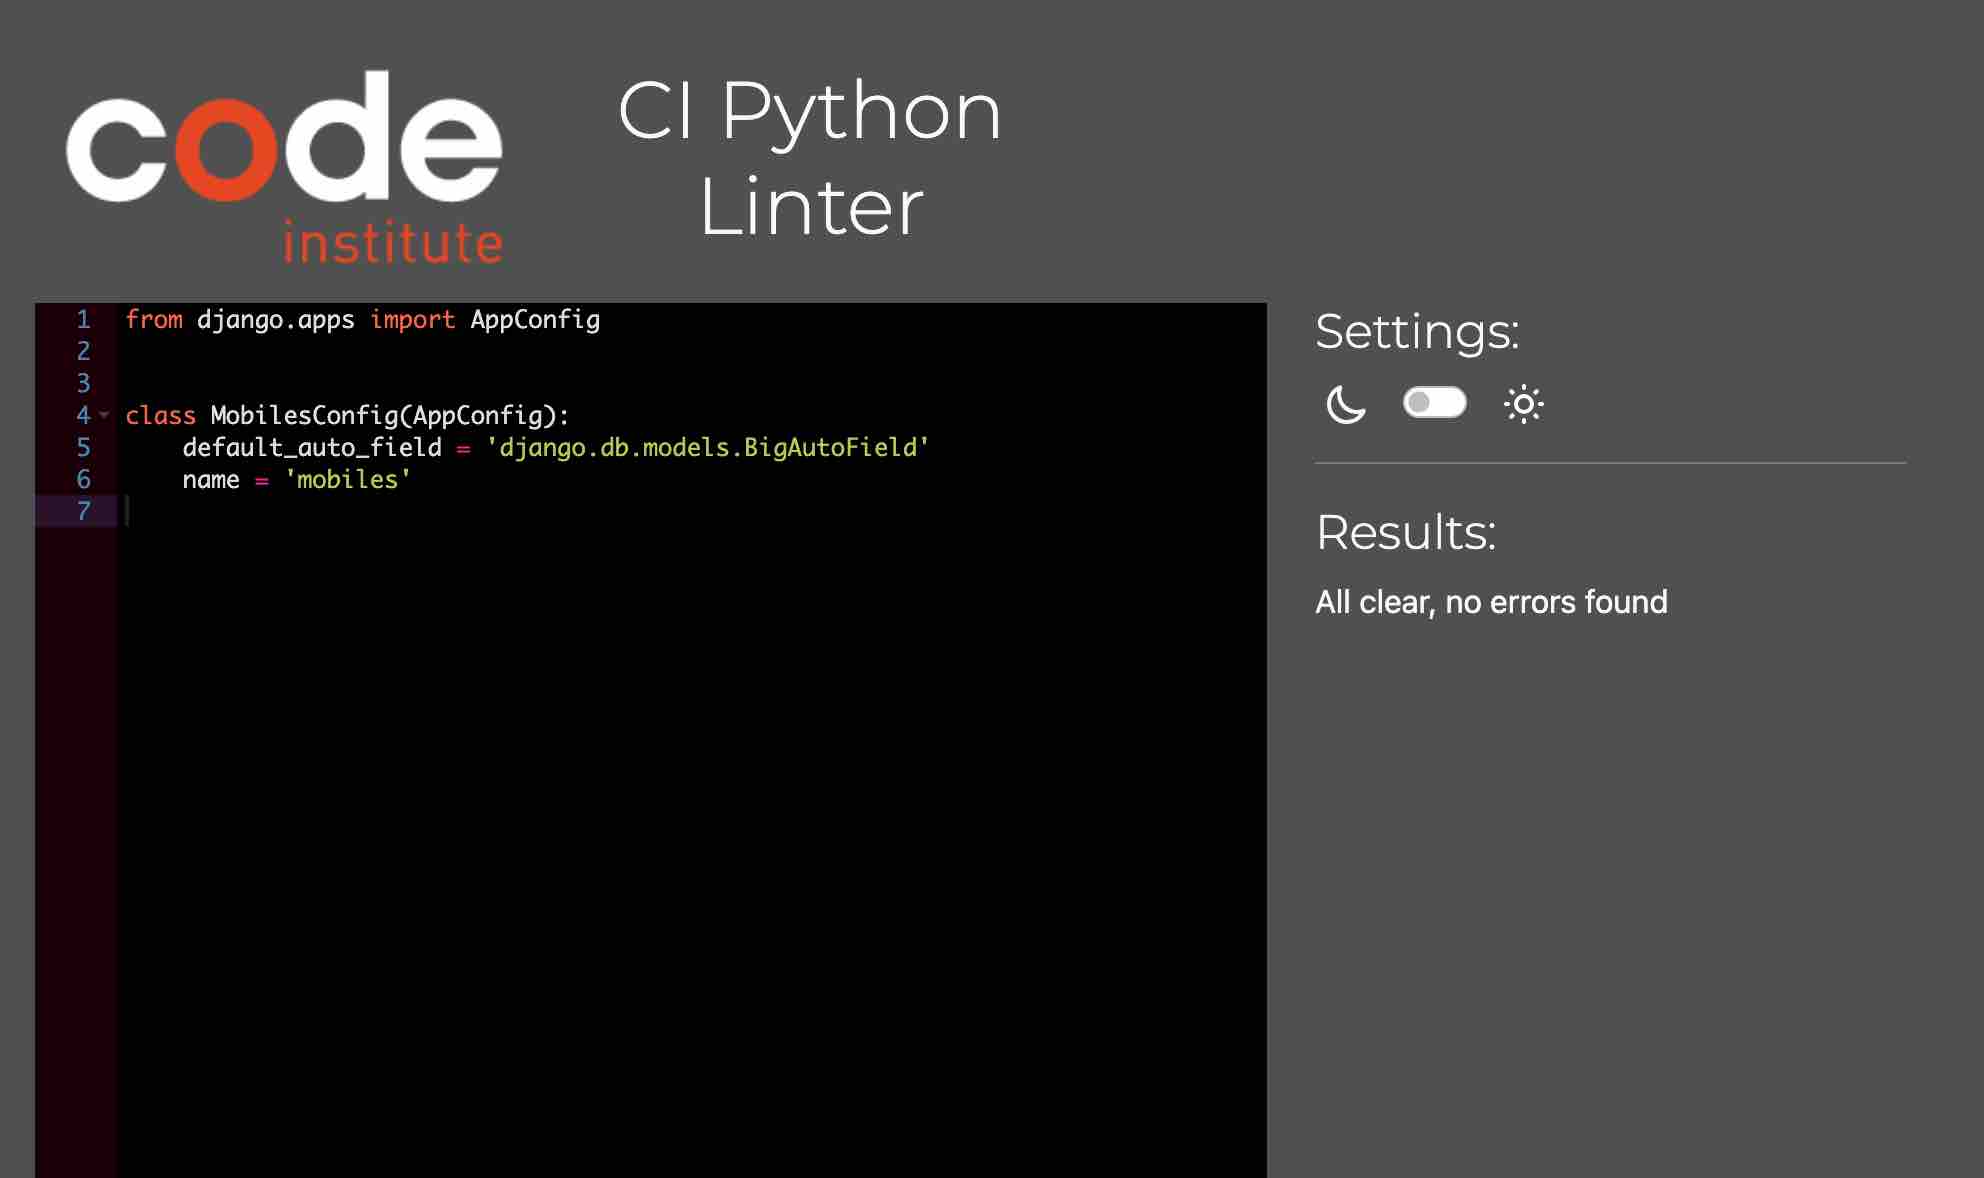 code
institute
CI Python
Linter
1 from django.apps import AppConfig
2
3
4 class MobilesConfig(AppConfig):
5     default_auto_field = 'django.db.models.BigAutoField'
6     name = 'mobiles'
7
Settings:
Results:
All clear, no errors found